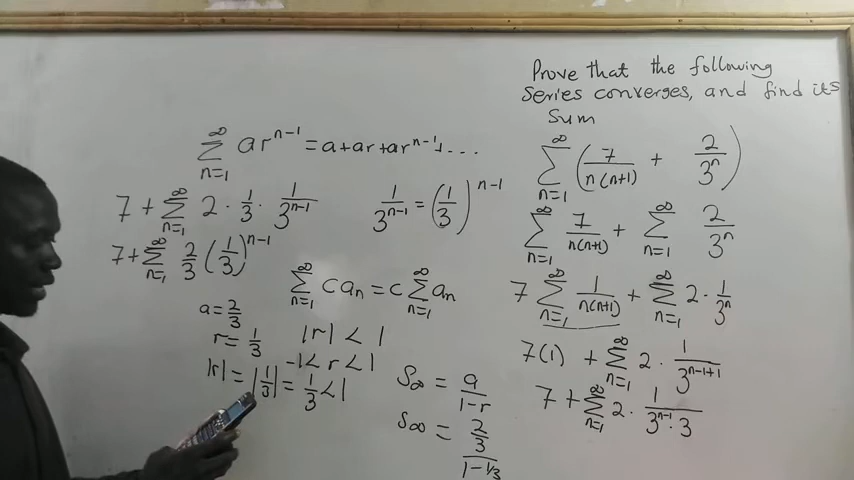 Prove that the following
series converges, and find its
sum
∑_{n=1}^{∞} (7/(n(n+1)) + 2/3^n)
∑_{n=1}^{∞} 7/(n(n+1)) + ∑_{n=1}^{∞} 2/3^n
7 ∑_{n=1}^{∞} 1/(n(n+1)) + ∑_{n=1}^{∞} 2 · 1/3^n
7(1) + ∑_{n=1}^{∞} 2 · 1/3^{n-1+1}
7 + ∑_{n=1}^{∞} 2 · 1/(3^{n-1} · 3)
∑_{n=1}^{∞} ar^{n-1} = a+ar+ar^{n-1}+...
7 + ∑_{n=1}^{∞} 2 · 1/3 · 1/3^{n-1}
1/3^{n-1} = (1/3)^{n-1}
7 + ∑_{n=1}^{∞} 2/3 (1/3)^{n-1}
∑_{n=1}^{∞} ca_n = c ∑_{n=1}^{∞} a_n
a = 2/3
r = 1/3
|r| < 1
-1 < r < 1
|r| = |1/3| = 1/3 < 1
S_∞ = a/(1-r)
S_∞ = (2/3)/(1-1/3)